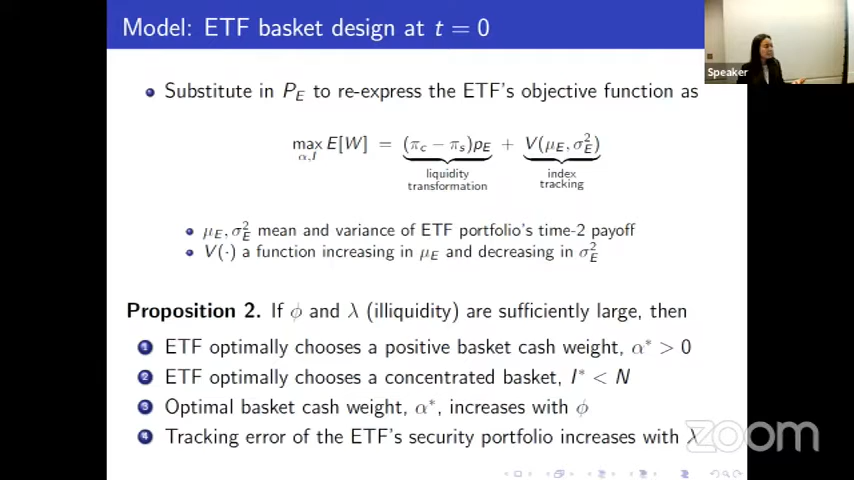 Model: ETF basket design at t = 0
Speaker
Substitute in P_E to re-express the ETF's objective function as
max E[W] = (π_c − π_s)p_E + V(μ_E, σ_E^2)
α,I
liquidity transformation
index tracking
μ_E, σ_E^2 mean and variance of ETF portfolio's time-2 payoff
V(·) a function increasing in μ_E and decreasing in σ_E^2
Proposition 2. If ϕ and λ (illiquidity) are sufficiently large, then
1 ETF optimally chooses a positive basket cash weight, α* > 0
2 ETF optimally chooses a concentrated basket, I* < N
3 Optimal basket cash weight, α*, increases with ϕ
4 Tracking error of the ETF's security portfolio increases with λ
zoom